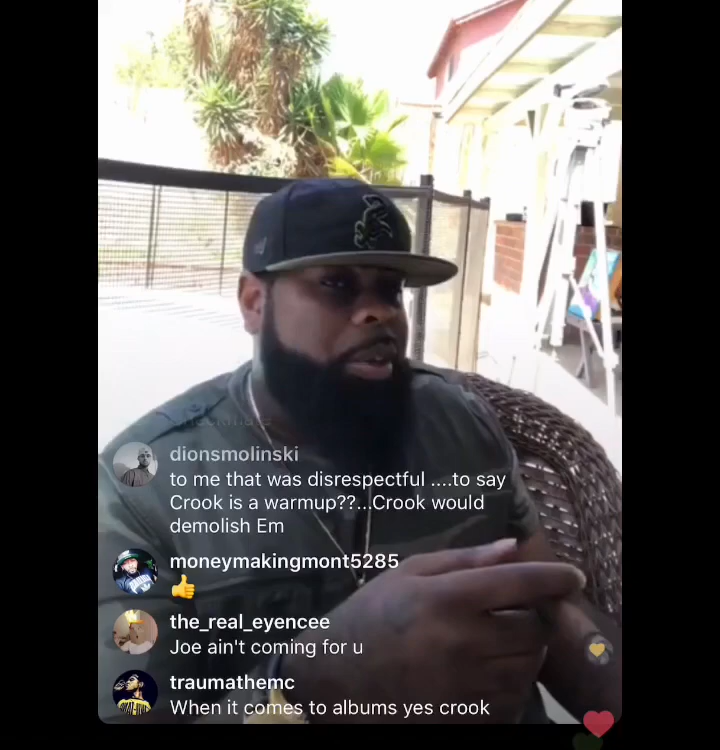 dionsmolinski
to me that was disrespectful ....to say
Crook is a warmup??...Crook would
demolish Em
moneymakingmont5285
👍
the_real_eyencee
Joe ain't coming for u
traumathemc
When it comes to albums yes crook